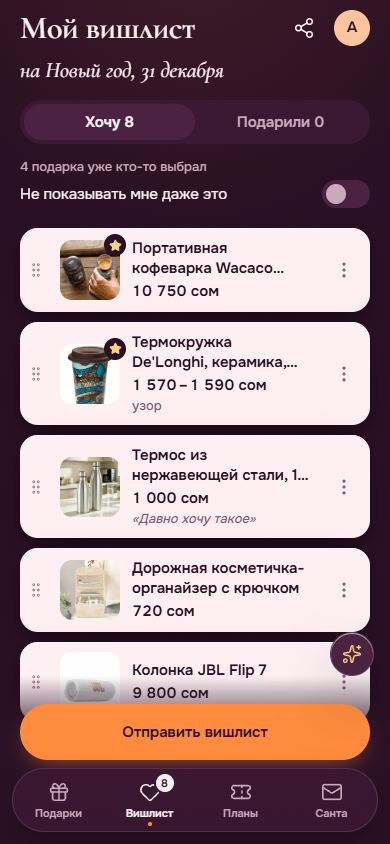 Мой вишлист
А
на Новый год, 31 декабря
Хочу 8
Подарили 0
4 подарка уже кто-то выбрал
Не показывать мне даже это
Портативная
кофеварка Wacaco...
10 750 сом
Термокружка
De'Longhi, керамика,...
1 570 – 1 590 сом
узор
Термос из
нержавеющей стали, 1...
1 000 сом
«Давно хочу такое»
Дорожная косметичка-
органайзер с крючком
720 сом
Колонка JBL Flip 7
9 800 сом
Отправить вишлист
8
Подарки
Вишлист
Планы
Санта